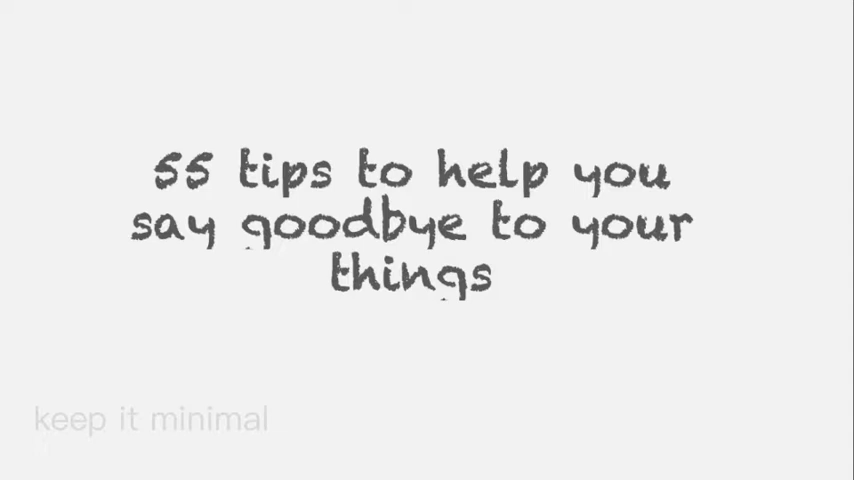 55 tips to help you
say goodbye to your
things
keep it minimal